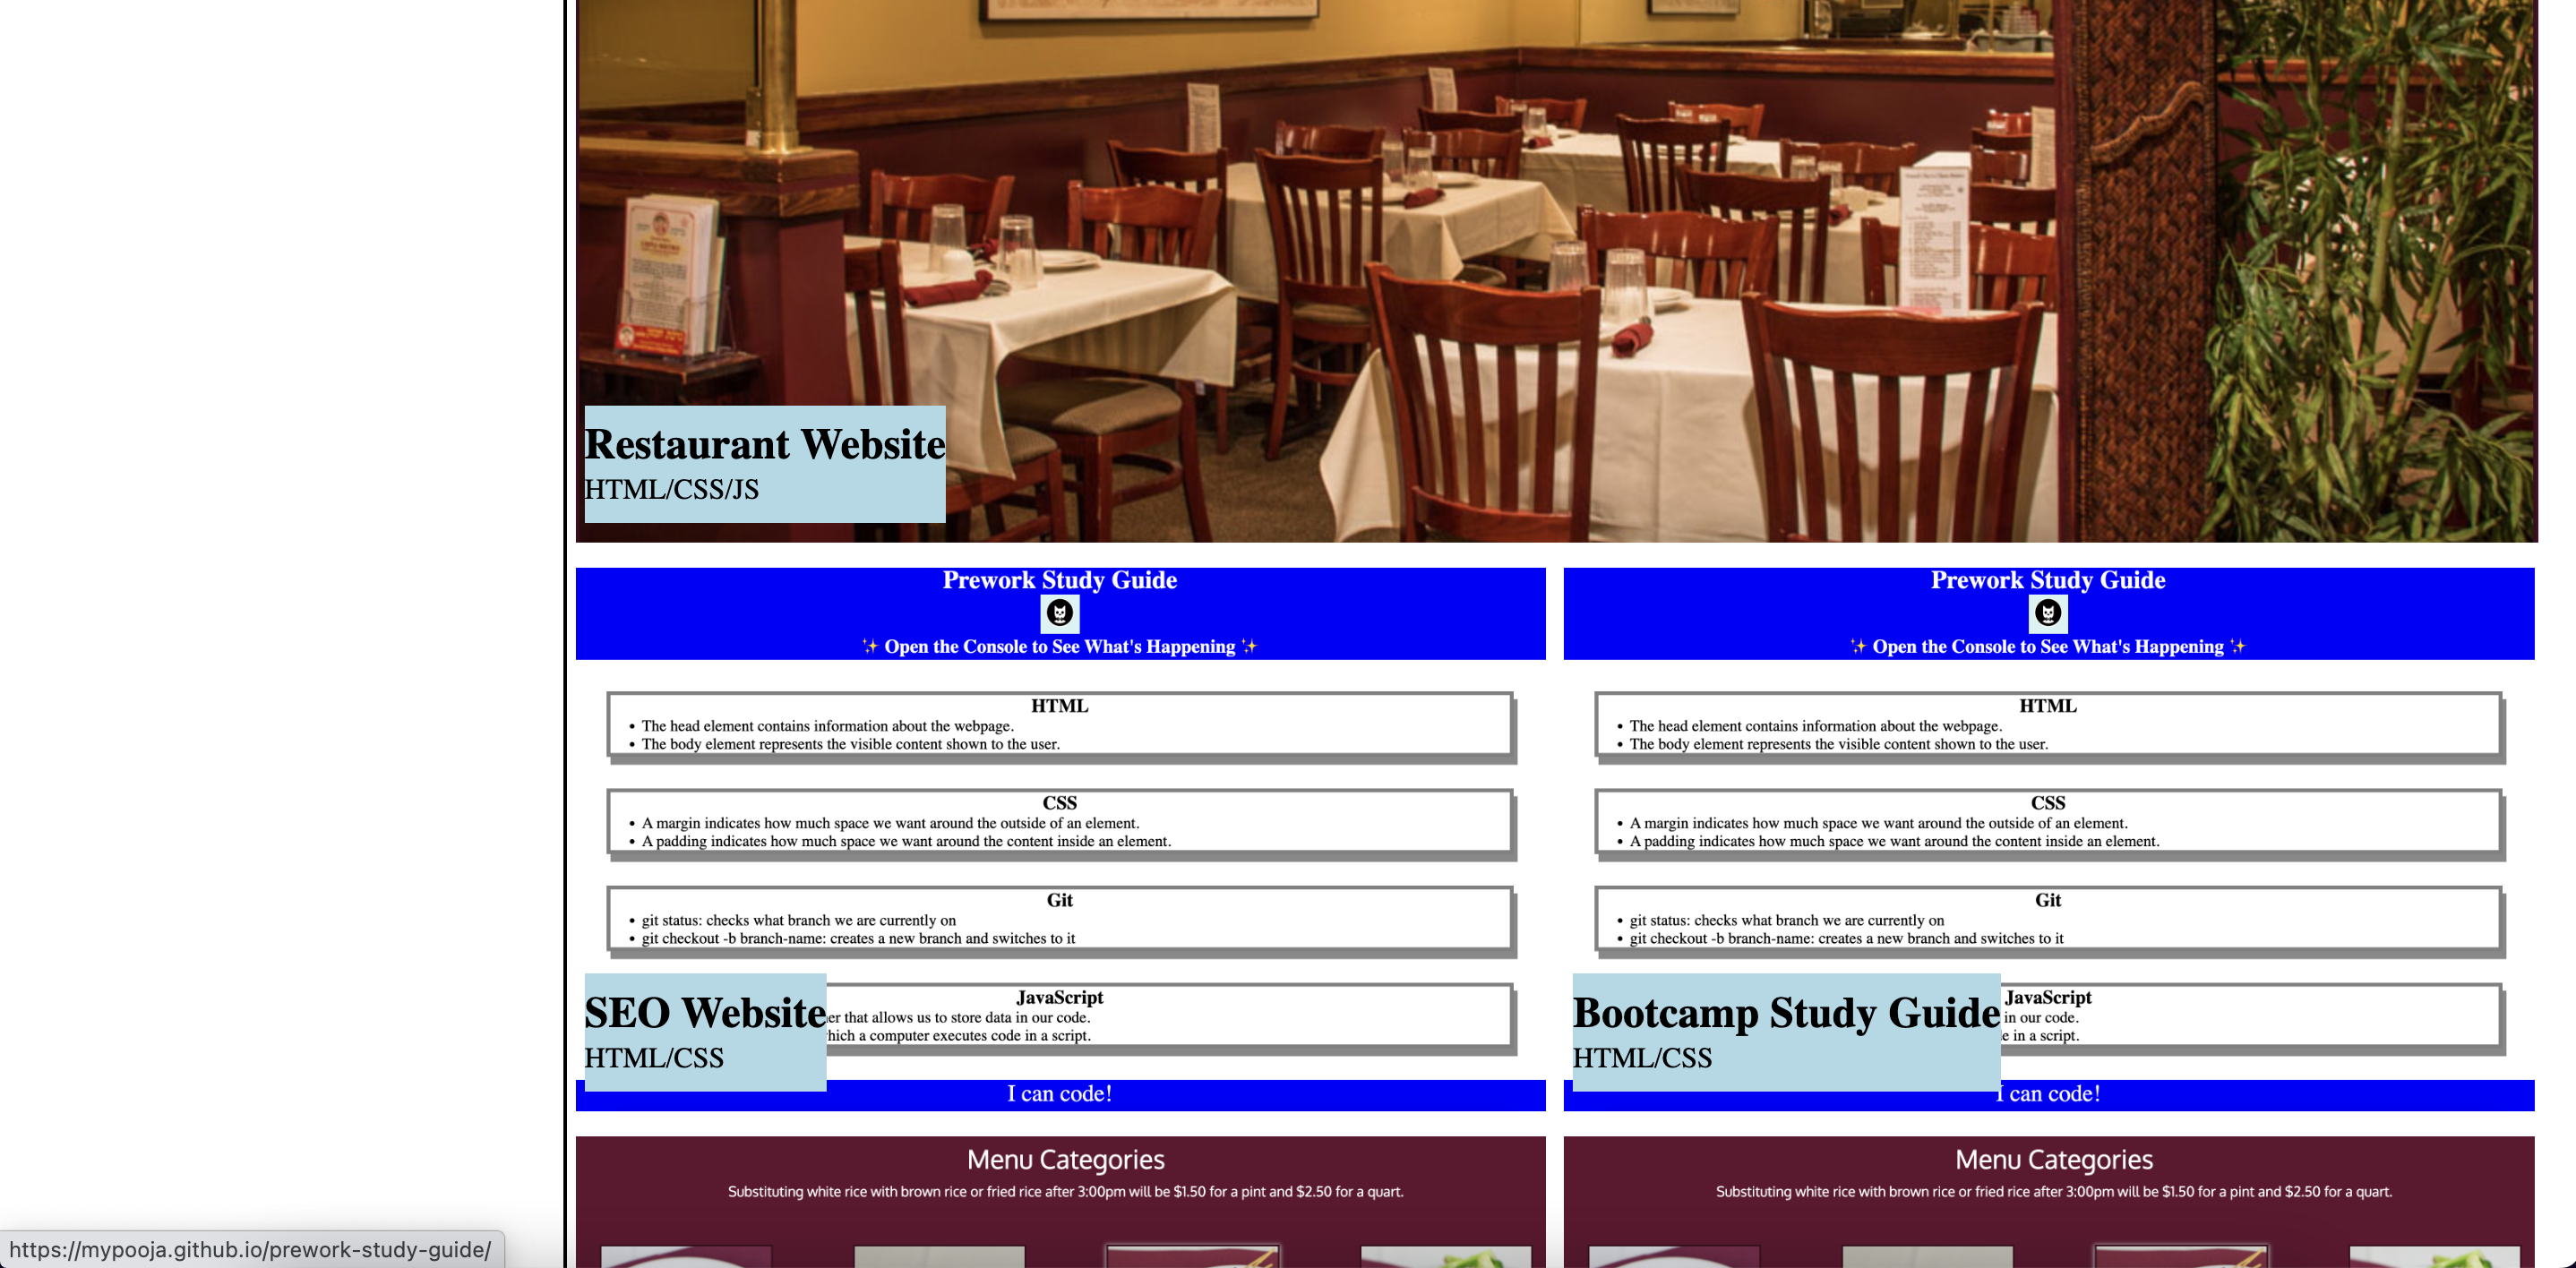 Restaurant Website
HTML/CSS/JS
Prework Study Guide
✨ Open the Console to See What's Happening ✨
HTML
• The head element contains information about the webpage.
• The body element represents the visible content shown to the user.
CSS
• A margin indicates how much space we want around the outside of an element.
• A padding indicates how much space we want around the content inside an element.
Git
• git status: checks what branch we are currently on
• git checkout -b branch-name: creates a new branch and switches to it
JavaScript
that allows us to store data in our code.
a computer executes code in a script.
SEO Website
HTML/CSS
I can code!
Prework Study Guide
✨ Open the Console to See What's Happening ✨
HTML
• The head element contains information about the webpage.
• The body element represents the visible content shown to the user.
CSS
• A margin indicates how much space we want around the outside of an element.
• A padding indicates how much space we want around the content inside an element.
Git
• git status: checks what branch we are currently on
• git checkout -b branch-name: creates a new branch and switches to it
JavaScript
in our code.
in a script.
Bootcamp Study Guide
HTML/CSS
I can code!
Menu Categories
Substituting white rice with brown rice or fried rice after 3:00pm will be $1.50 for a pint and $2.50 for a quart.
Menu Categories
Substituting white rice with brown rice or fried rice after 3:00pm will be $1.50 for a pint and $2.50 for a quart.
https://mypooja.github.io/prework-study-guide/